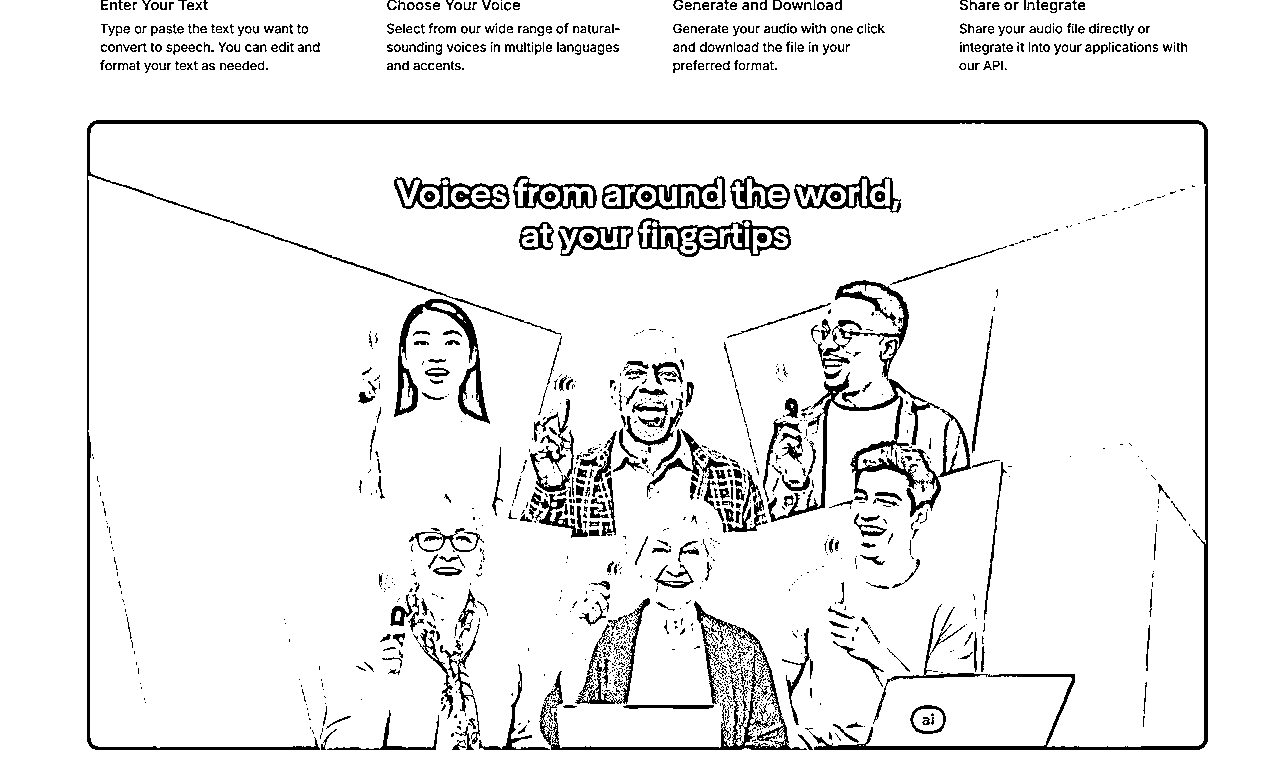 Enter Your Text
Type or paste the text you want to
convert to speech. You can edit and
format your text as needed.
Choose Your Voice
Select from our wide range of natural-
sounding voices in multiple languages
and accents.
Generate and Download
Generate your audio with one click
and download the file in your
preferred format.
Share or Integrate
Share your audio file directly or
integrate it into your applications with
our API.
Voices from around the world,
at your fingertips
ai